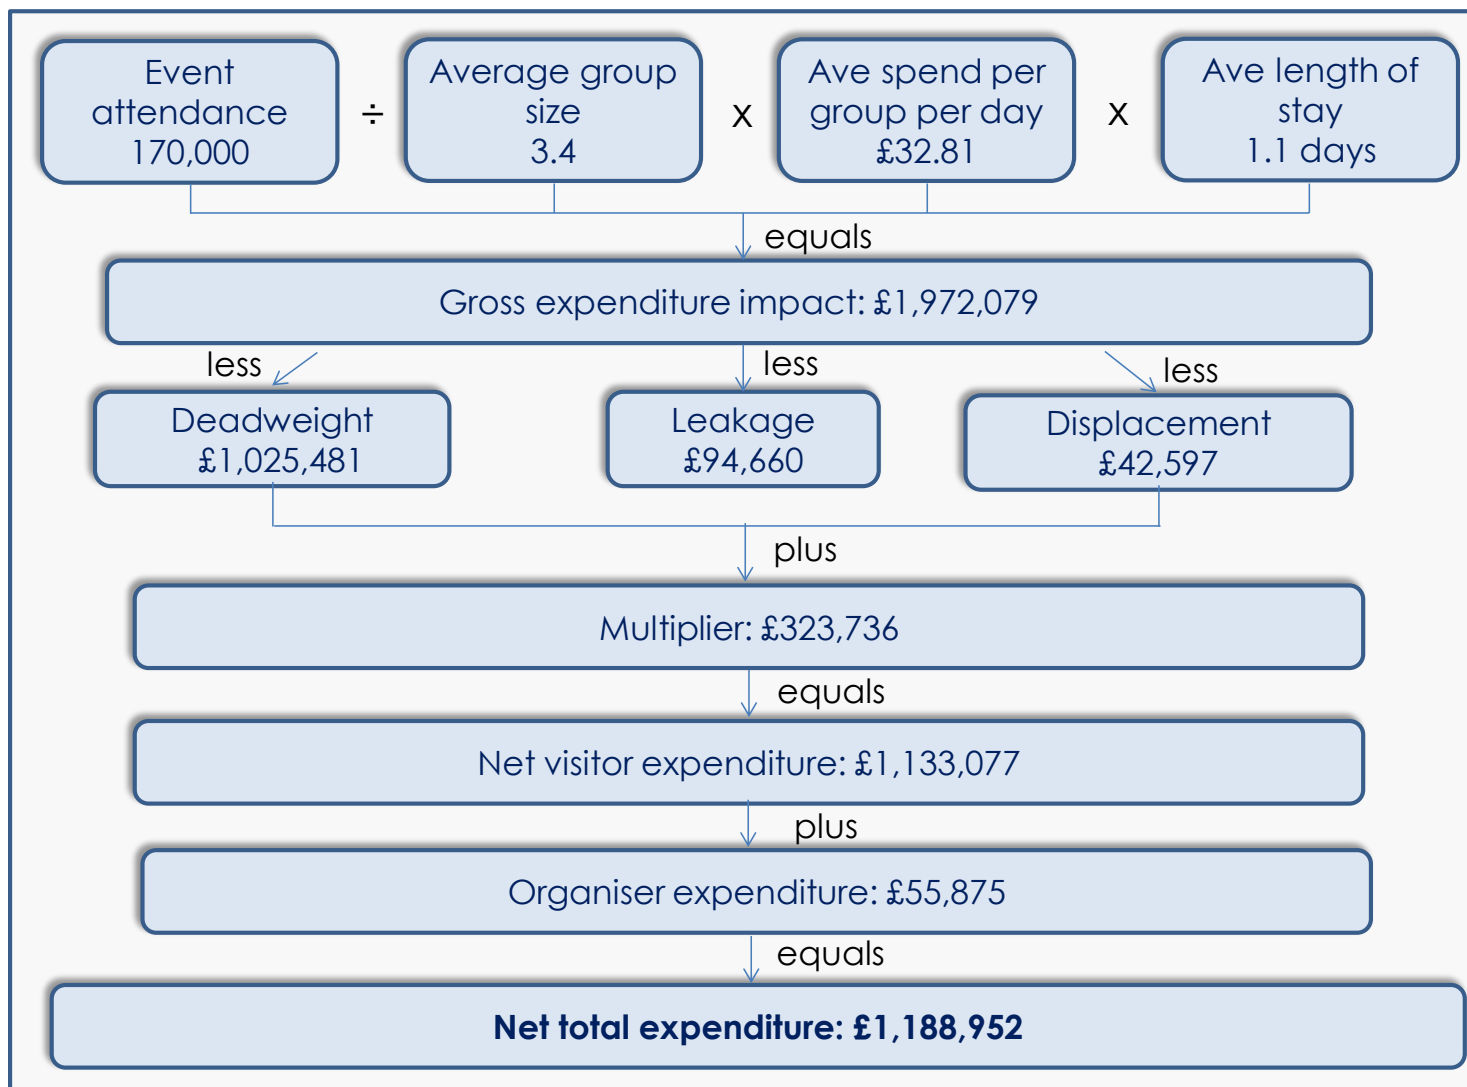 Event
attendance
170,000
÷
Average group
size
3.4
x
Ave spend per
group per day
£32.81
x
Ave length of
stay
1.1 days
equals
Gross expenditure impact: £1,972,079
less
less
less
Deadweight
£1,025,481
Leakage
£94,660
Displacement
£42,597
plus
Multiplier: £323,736
equals
Net visitor expenditure: £1,133,077
plus
Organiser expenditure: £55,875
equals
Net total expenditure: £1,188,952